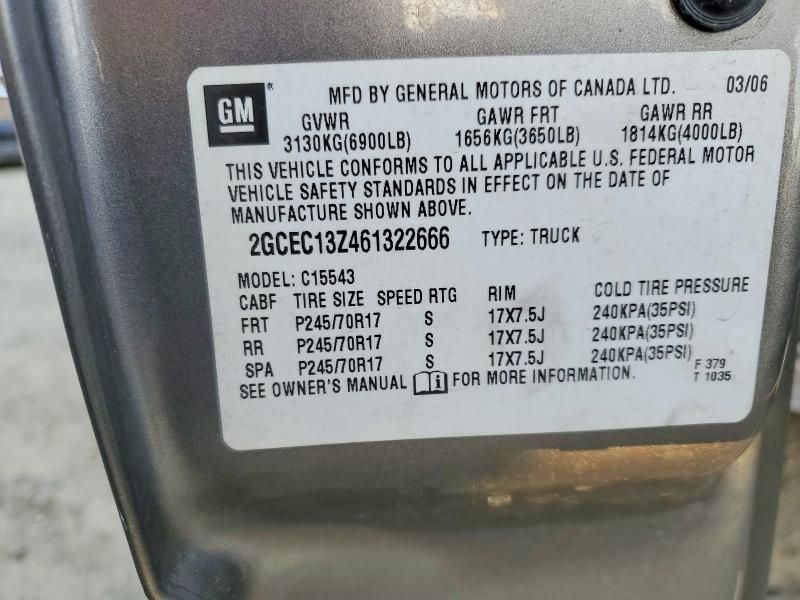 GM ®
MFD BY GENERAL MOTORS OF CANADA LTD. 03/06
GVWR GAWR FRT GAWR RR
3130KG(6900LB) 1656KG(3650LB) 1814KG(4000LB)
THIS VEHICLE CONFORMS TO ALL APPLICABLE U.S. FEDERAL MOTOR
VEHICLE SAFETY STANDARDS IN EFFECT ON THE DATE OF
MANUFACTURE SHOWN ABOVE.
2GCEC13Z461322666 TYPE: TRUCK
MODEL: C15543
CABF TIRE SIZE SPEED RTG RIM COLD TIRE PRESSURE
FRT P245/70R17 S 17X7.5J 240KPA(35PSI)
RR P245/70R17 S 17X7.5J 240KPA(35PSI)
SPA P245/70R17 S 17X7.5J 240KPA(35PSI)
SEE OWNER'S MANUAL i FOR MORE INFORMATION.
F 379
T 1035